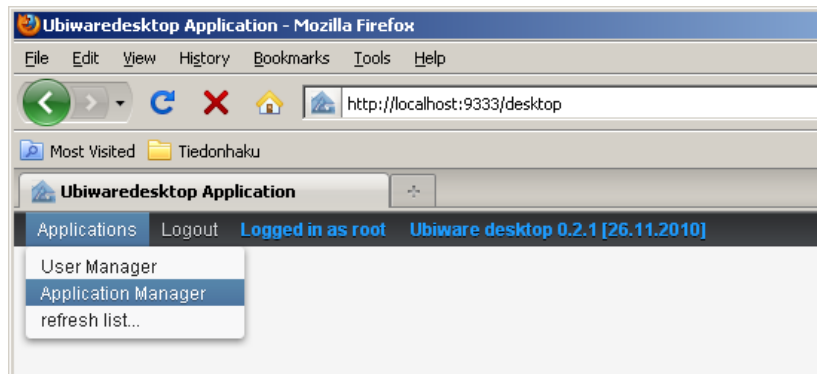 Ubiwaredesktop Application - Mozilla Firefox
File Edit View History Bookmarks Tools Help
http://localhost:9333/desktop
Most Visited Tiedonhaku
Ubiwaredesktop Application
Applications Logout Logged in as root Ubiware desktop 0.2.1 [26.11.2010]
User Manager
Application Manager
refresh list...